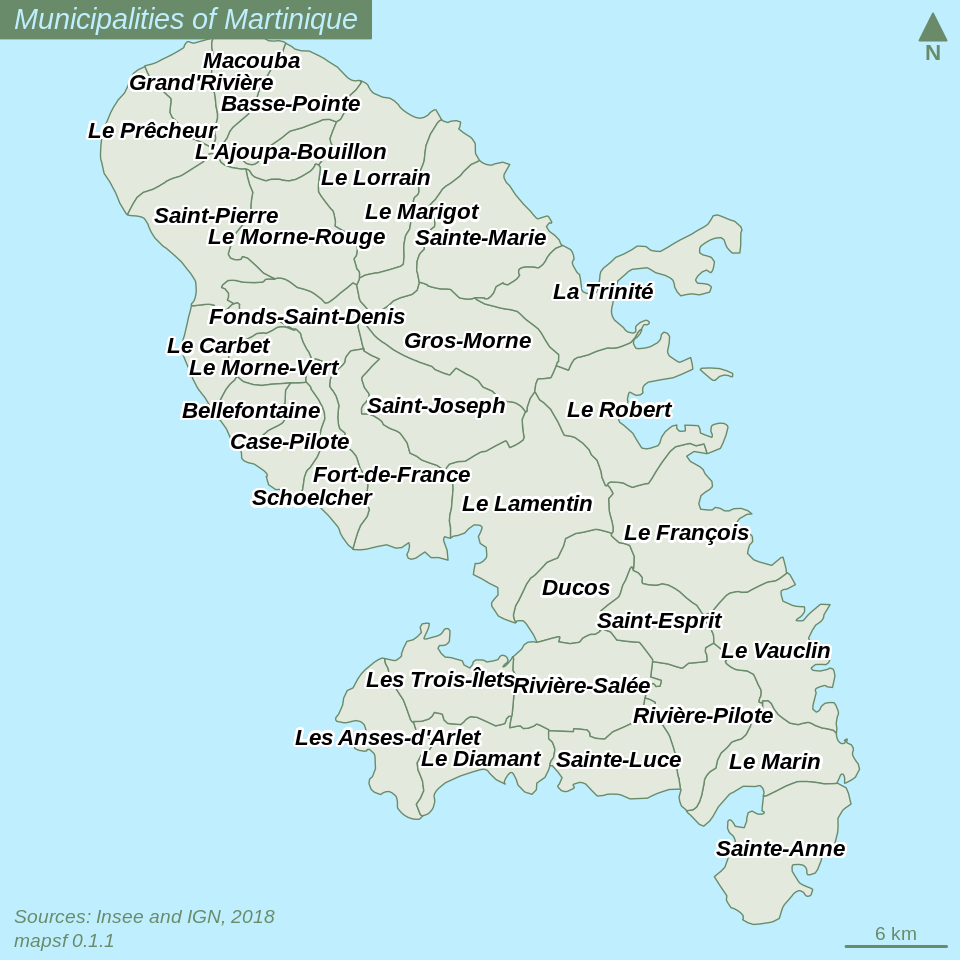 Municipalities of Martinique
N
Macouba
Grand'Rivière
Basse-Pointe
Le Prêcheur
L'Ajoupa-Bouillon
Le Lorrain
Saint-Pierre
Le Marigot
Le Morne-Rouge
Sainte-Marie
La Trinité
Fonds-Saint-Denis
Gros-Morne
Le Carbet
Le Morne-Vert
Saint-Joseph
Le Robert
Bellefontaine
Case-Pilote
Fort-de-France
Schoelcher
Le Lamentin
Le François
Ducos
Saint-Esprit
Le Vauclin
Les Trois-Îlets
Rivière-Salée
Rivière-Pilote
Les Anses-d'Arlet
Le Diamant
Sainte-Luce
Le Marin
Sainte-Anne
Sources: Insee and IGN, 2018
mapsf 0.1.1
6 km